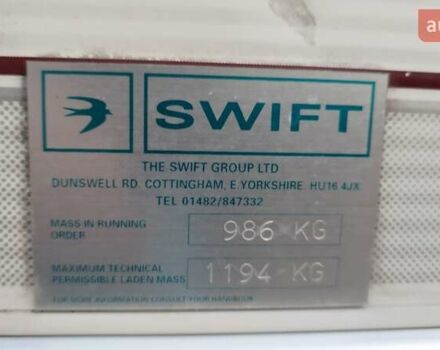 au
SWIFT
THE SWIFT GROUP LTD
DUNSWELL RD. COTTINGHAM, E.YORKSHIRE. HU16 4JX
TEL 01482/847332
MASS IN RUNNING
ORDER
986 KG
MAXIMUM TECHNICAL
PERMISSIBLE LADEN MASS
1194 KG
FOR MORE INFORMATION CONSULT YOUR HANDBOOK